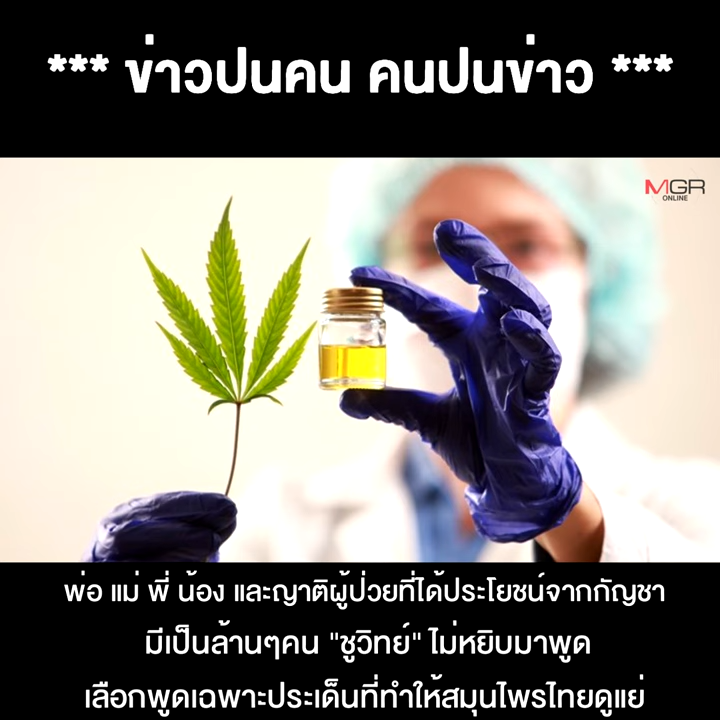 *** ข่าวปนคน คนปนข่าว ***
MGR
ONLINE
พ่อ แม่ พี่ น้อง และญาติผู้ป่วยที่ได้ประโยชน์จากกัญชา
มีเป็นล้านๆคน "ชูวิทย์" ไม่หยิบมาพูด
เลือกพูดเฉพาะประเด็นที่ทำให้สมุนไพรไทยดูแย่